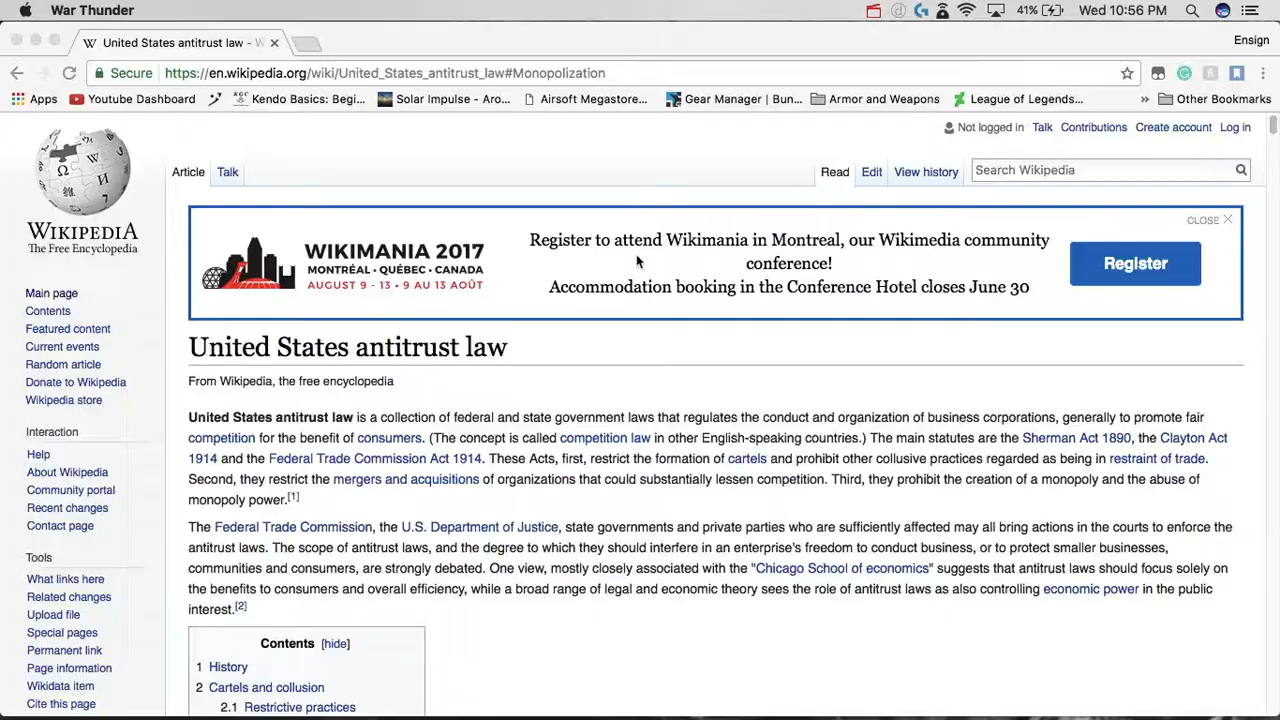 War Thunder
41%
Wed 10:56 PM
United States antitrust law -
Ensign
Secure
https://en.wikipedia.org/wiki/United_States_antitrust_law#Monopolization
Apps
Youtube Dashboard
Kendo Basics: Begi...
Solar Impulse - Aro...
Airsoft Megastore...
Gear Manager | Bun...
Armor and Weapons
League of Legends...
»
Other Bookmarks
Not logged in
Talk
Contributions
Create account
Log in
Article
Talk
Read
Edit
View history
Search Wikipedia
WIKIPEDIA
The Free Encyclopedia
CLOSE
WIKIMANIA 2017
MONTRÉAL • QUÉBEC • CANADA
AUGUST 9 - 13 • 9 AU 13 AOÛT
Register to attend Wikimania in Montreal, our Wikimedia community
conference!
Accommodation booking in the Conference Hotel closes June 30
Register
Main page
Contents
Featured content
Current events
Random article
Donate to Wikipedia
Wikipedia store
Interaction
Help
About Wikipedia
Community portal
Recent changes
Contact page
Tools
What links here
Related changes
Upload file
Special pages
Permanent link
Page information
Wikidata item
Cite this page
United States antitrust law
From Wikipedia, the free encyclopedia
United States antitrust law is a collection of federal and state government laws that regulates the conduct and organization of business corporations, generally to promote fair
competition for the benefit of consumers. (The concept is called competition law in other English-speaking countries.) The main statutes are the Sherman Act 1890, the Clayton Act
1914 and the Federal Trade Commission Act 1914. These Acts, first, restrict the formation of cartels and prohibit other collusive practices regarded as being in restraint of trade.
Second, they restrict the mergers and acquisitions of organizations that could substantially lessen competition. Third, they prohibit the creation of a monopoly and the abuse of
monopoly power.[1]
The Federal Trade Commission, the U.S. Department of Justice, state governments and private parties who are sufficiently affected may all bring actions in the courts to enforce the
antitrust laws. The scope of antitrust laws, and the degree to which they should interfere in an enterprise's freedom to conduct business, or to protect smaller businesses,
communities and consumers, are strongly debated. One view, mostly closely associated with the "Chicago School of economics" suggests that antitrust laws should focus solely on
the benefits to consumers and overall efficiency, while a broad range of legal and economic theory sees the role of antitrust laws as also controlling economic power in the public
interest.[2]
Contents [hide]
1 History
2 Cartels and collusion
2.1 Restrictive practices